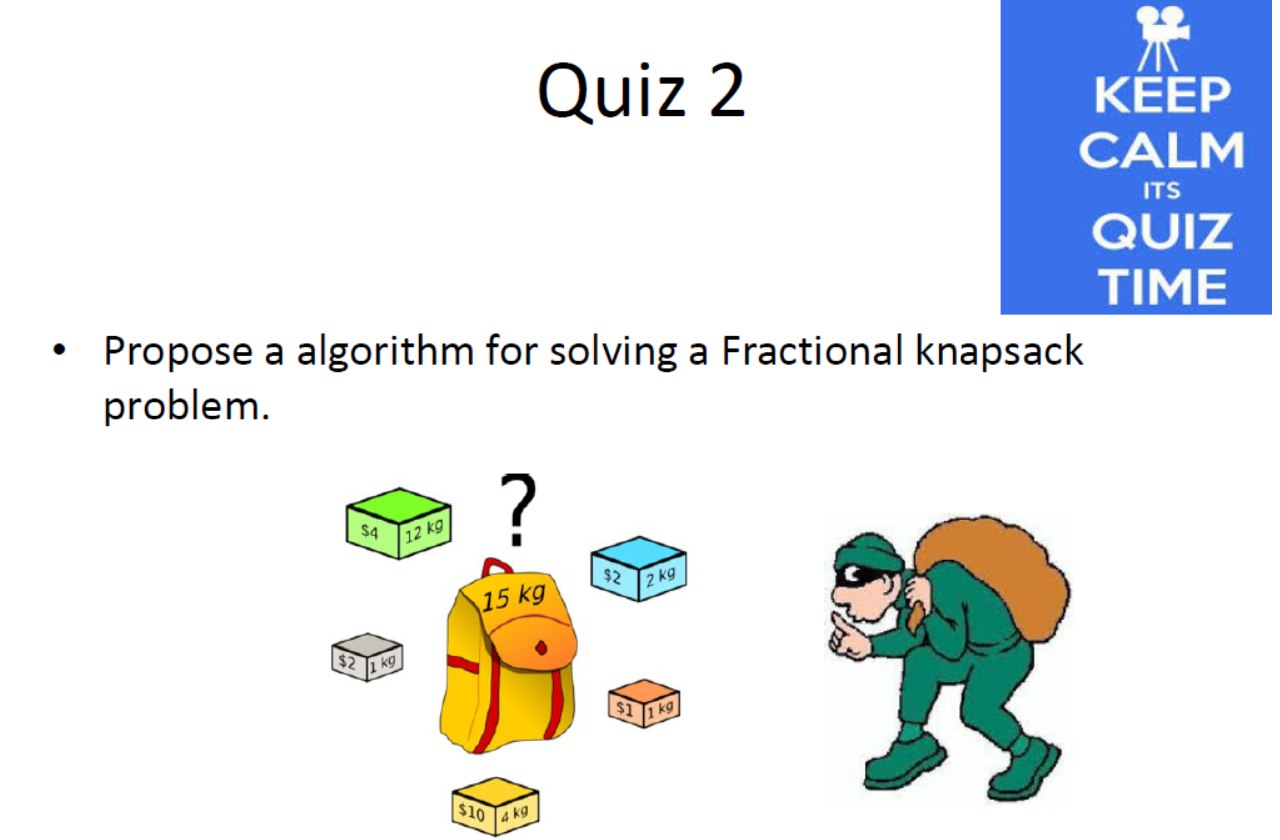 Quiz 2
KEEP
CALM
ITS
QUIZ
TIME
• Propose a algorithm for solving a Fractional knapsack
problem.
?
$4 12 kg
15 kg
$2 2 kg
$2 1 kg
$1 1 kg
$10 4 kg